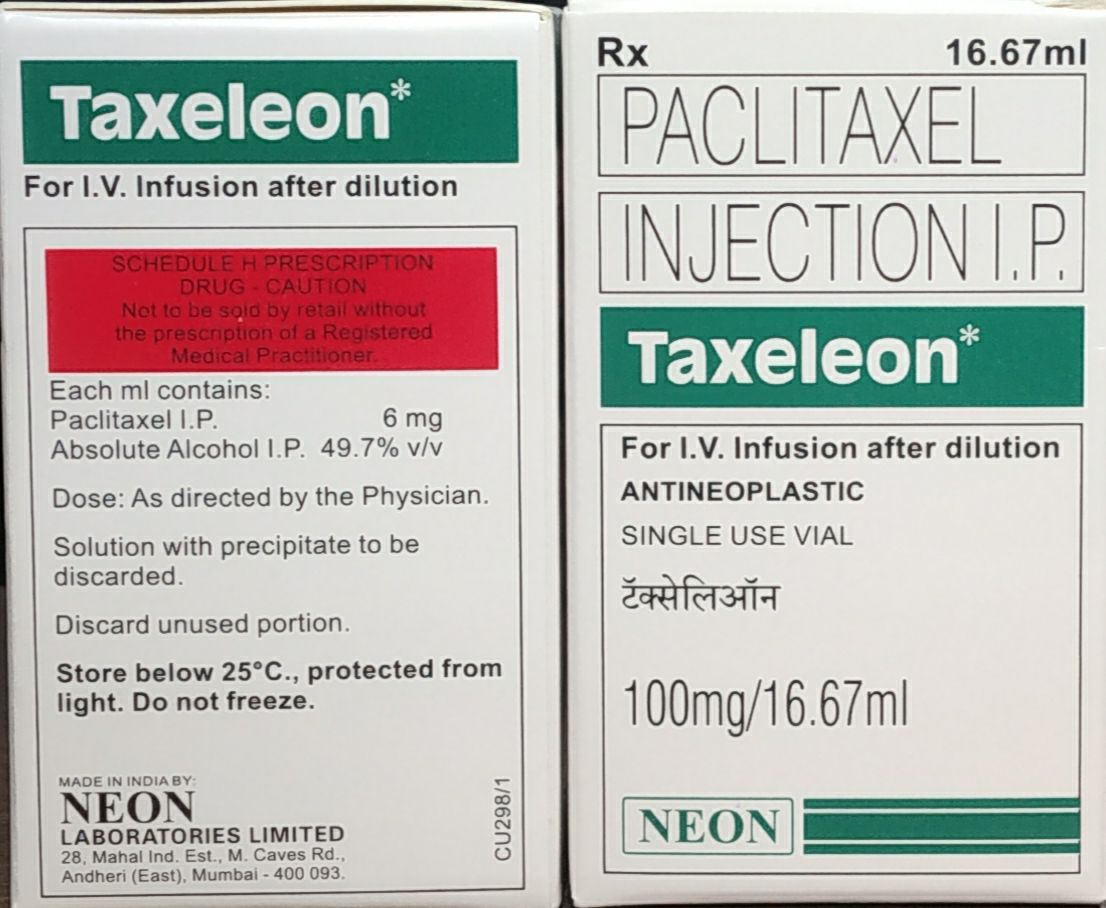 Taxeleon*
For I.V. Infusion after dilution
SCHEDULE H PRESCRIPTION
DRUG - CAUTION
Not to be sold by retail without
the prescription of a Registered
Medical Practitioner.
Each ml contains:
Paclitaxel I.P. 6 mg
Absolute Alcohol I.P. 49.7% v/v
Dose: As directed by the Physician.
Solution with precipitate to be
discarded.
Discard unused portion.
Store below 25°C., protected from
light. Do not freeze.
MADE IN INDIA BY:
NEON
LABORATORIES LIMITED
28, Mahal Ind. Est., M. Caves Rd.,
Andheri (East), Mumbai - 400 093.
CU298/1
Rx 16.67ml
PACLITAXEL
INJECTION I.P.
Taxeleon*
For I.V. Infusion after dilution
ANTINEOPLASTIC
SINGLE USE VIAL
टॅक्सेलिऑन
100mg/16.67ml
NEON